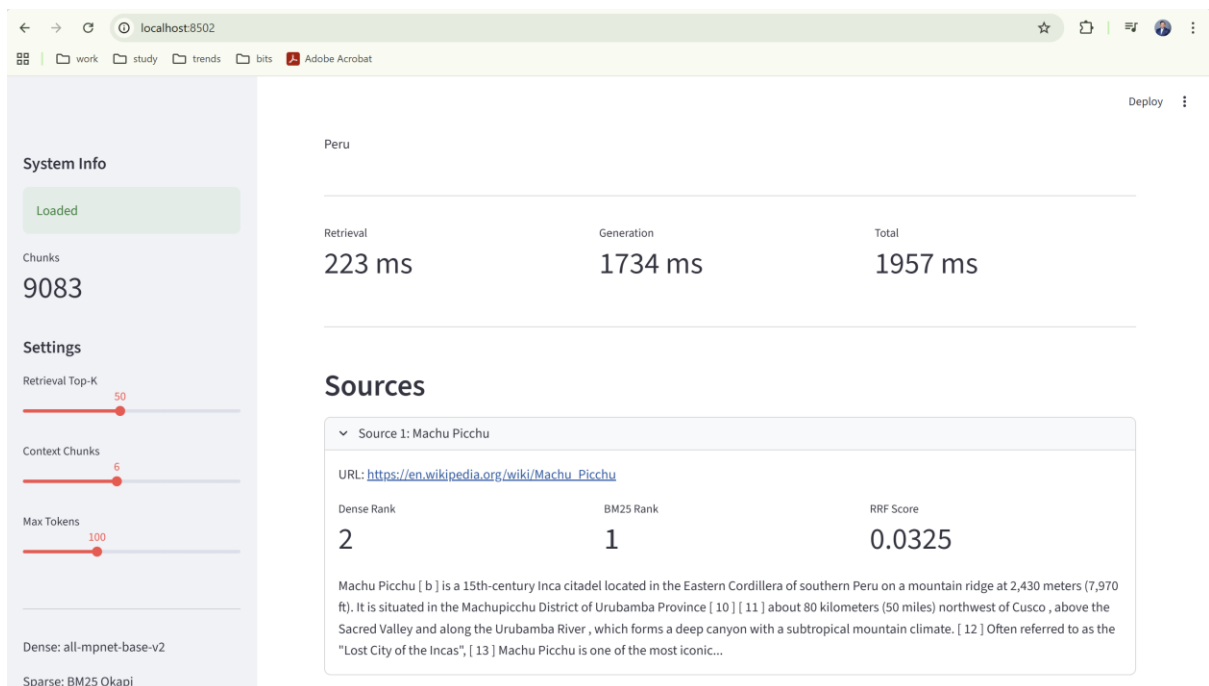 localhost:8502
work study trends bits Adobe Acrobat
Deploy
System Info
Loaded
Chunks
9083
Settings
Retrieval Top-K
50
Context Chunks
6
Max Tokens
100
Dense: all-mpnet-base-v2
Sparse: BM25 Okapi
Peru
Retrieval Generation Total
223 ms 1734 ms 1957 ms
Sources
Source 1: Machu Picchu
URL: https://en.wikipedia.org/wiki/Machu_Picchu
Dense Rank BM25 Rank RRF Score
2 1 0.0325
Machu Picchu [ b ] is a 15th-century Inca citadel located in the Eastern Cordillera of southern Peru on a mountain ridge at 2,430 meters (7,970
ft). It is situated in the Machupicchu District of Urubamba Province [ 10 ] [ 11 ] about 80 kilometers (50 miles) northwest of Cusco , above the
Sacred Valley and along the Urubamba River , which forms a deep canyon with a subtropical mountain climate. [ 12 ] Often referred to as the
"Lost City of the Incas", [ 13 ] Machu Picchu is one of the most iconic...